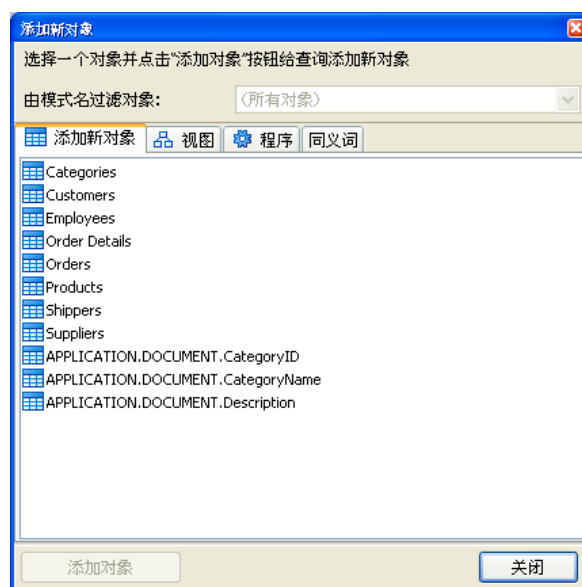 添加新对象
选择一个对象并点击"添加对象"按钮给查询添加新对象
由模式名过滤对象: (所有对象)
添加新对象 视图 程序 同义词
Categories
Customers
Employees
Order Details
Orders
Products
Shippers
Suppliers
APPLICATION.DOCUMENT.CategoryID
APPLICATION.DOCUMENT.CategoryName
APPLICATION.DOCUMENT.Description
添加对象 关闭